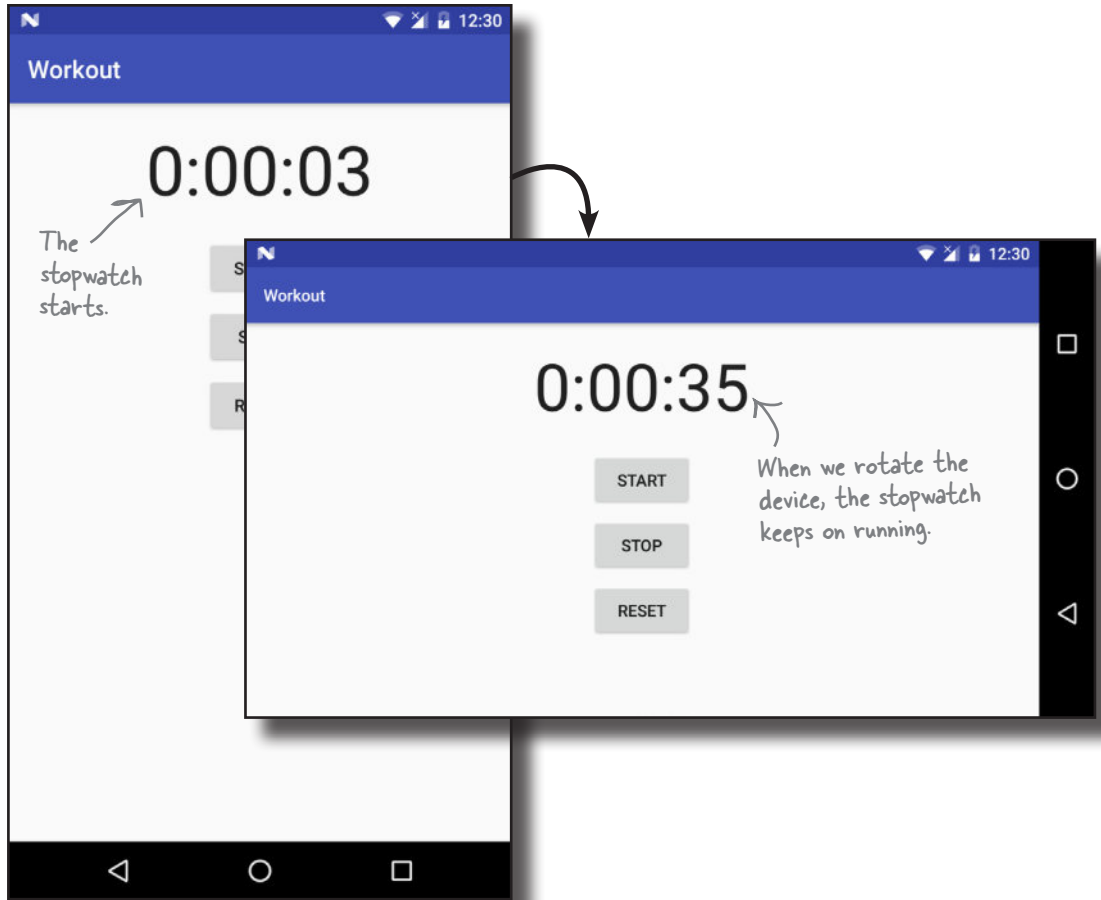 12:30
Workout
0:00:03
The
stopwatch
starts.
S
S
R
12:30
Workout
0:00:35
When we rotate the
device, the stopwatch
keeps on running.
START
STOP
RESET